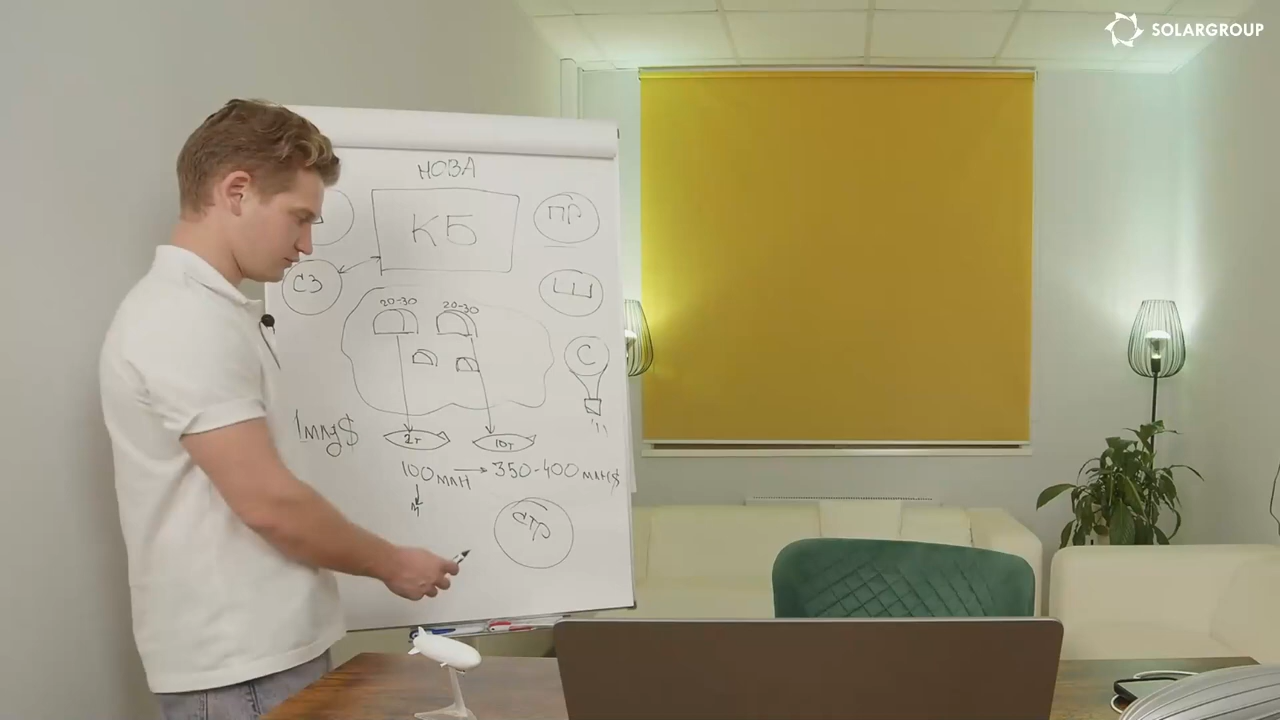 SOLARGROUP
НОВА
КБ
ПР
СЗ
Ш
20-30
20-30
С
1млд$
2т
10т
100млн → 350-400 млн$
СТР